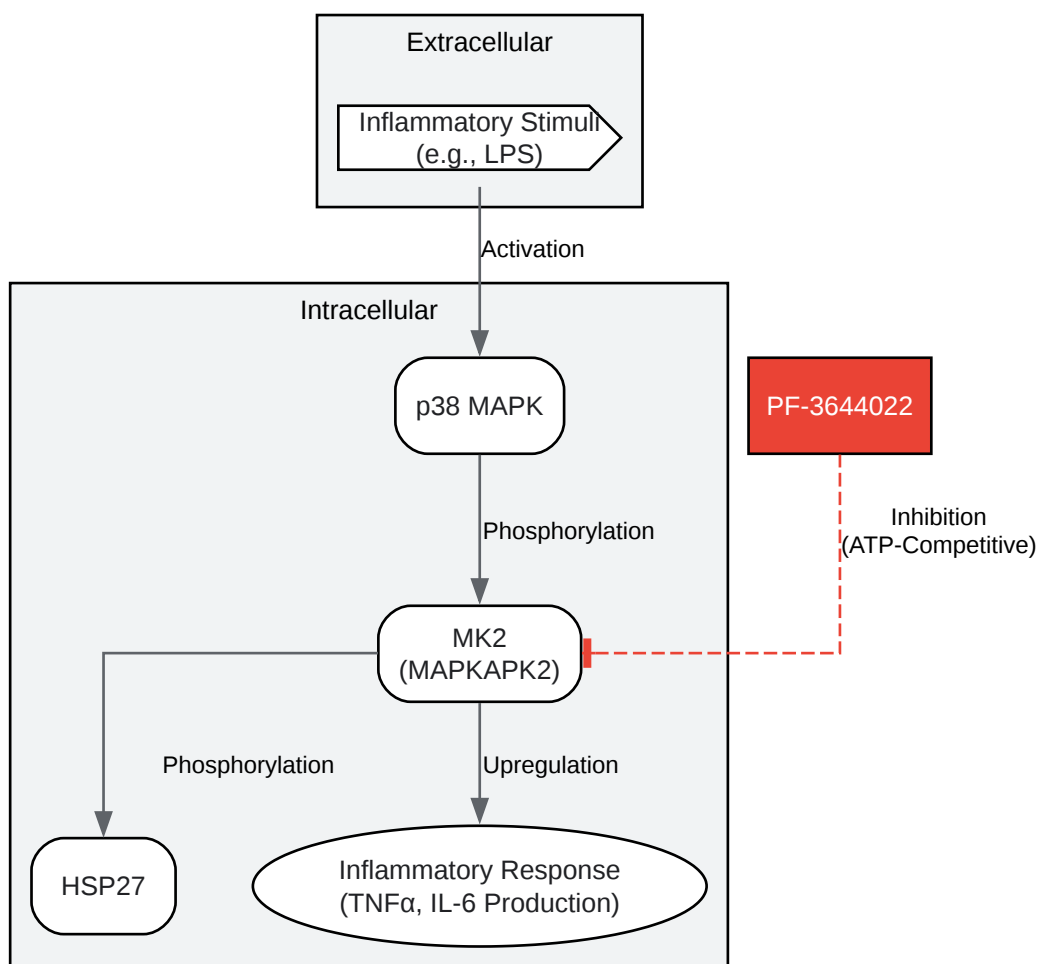 Extracellular
Inflammatory Stimuli
(e.g., LPS)
Activation
Intracellular
p38 MAPK
PF-3644022
Phosphorylation
Inhibition
(ATP-Competitive)
MK2
(MAPKAPK2)
Phosphorylation
Upregulation
HSP27
Inflammatory Response
(TNFα, IL-6 Production)